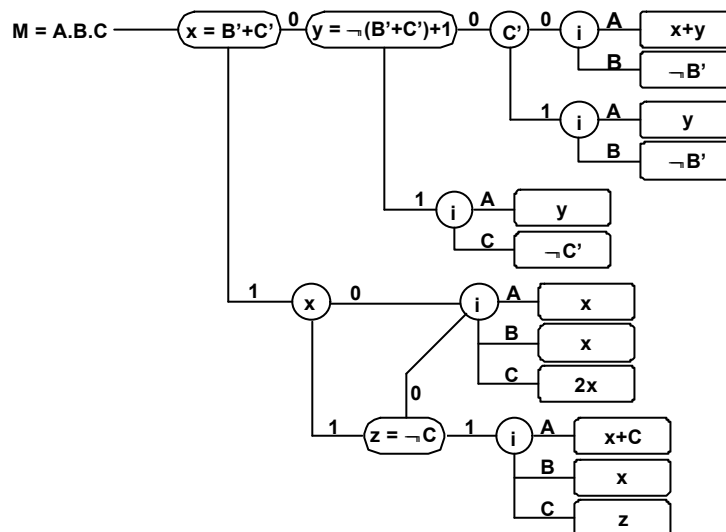 M = A.B.C x = B'+C' 0 y = ¬(B'+C')+1 0 C' 0 i A x+y
B ¬B'
1 i A y
B ¬B'
1 i A y
C ¬C'
1 x 0 i A x
B x
C 2x
0
1 z = ¬C 1 i A x+C
B x
C z